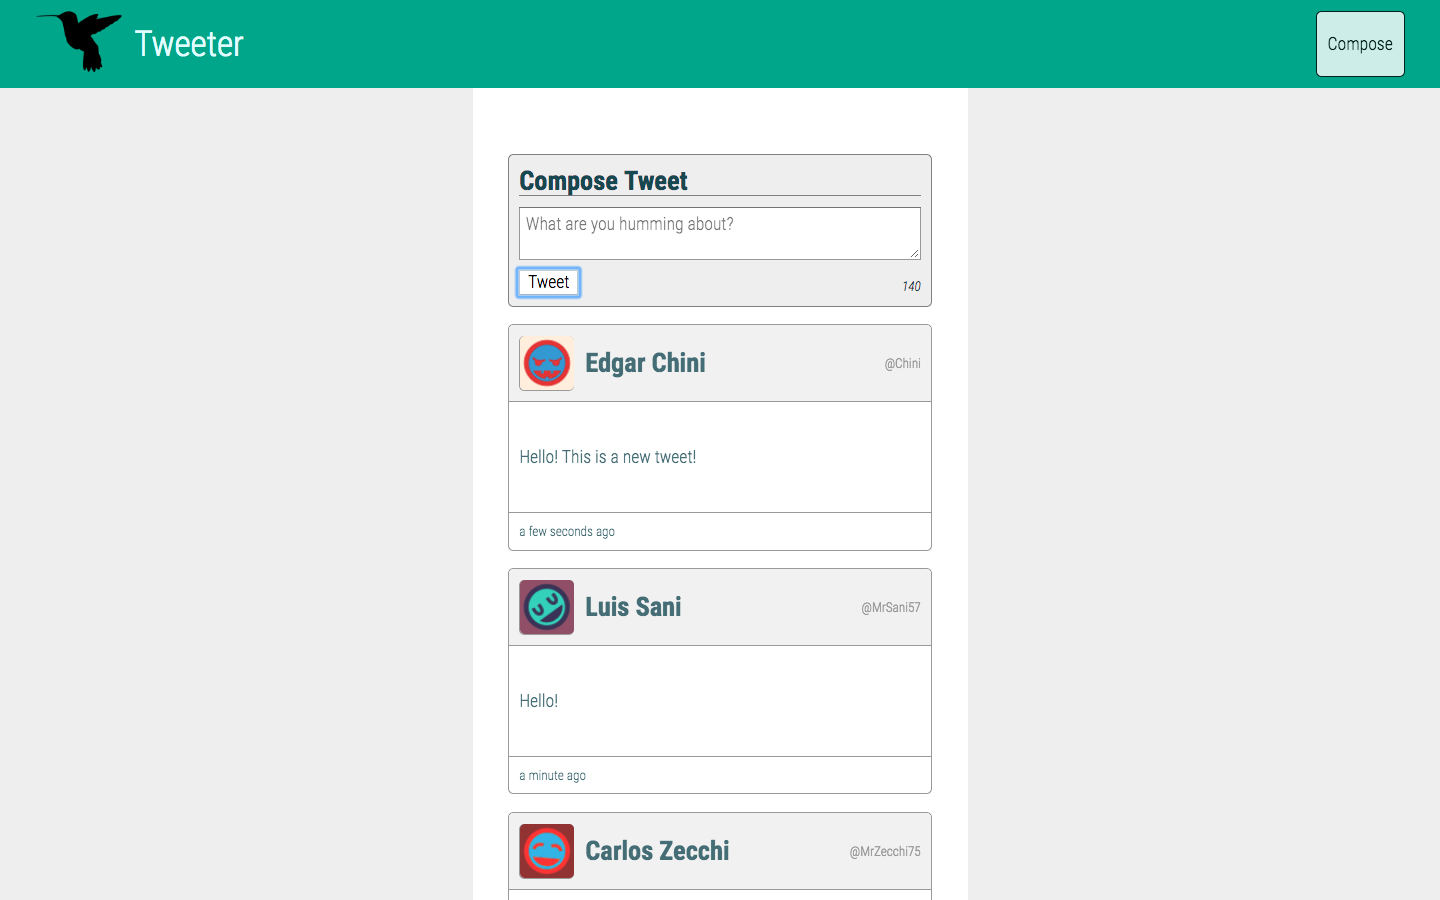 Tweeter
Compose
Compose Tweet
What are you humming about?
Tweet
140
Edgar Chini
@Chini
Hello! This is a new tweet!
a few seconds ago
Luis Sani
@MrSani57
Hello!
a minute ago
Carlos Zecchi
@MrZecchi75